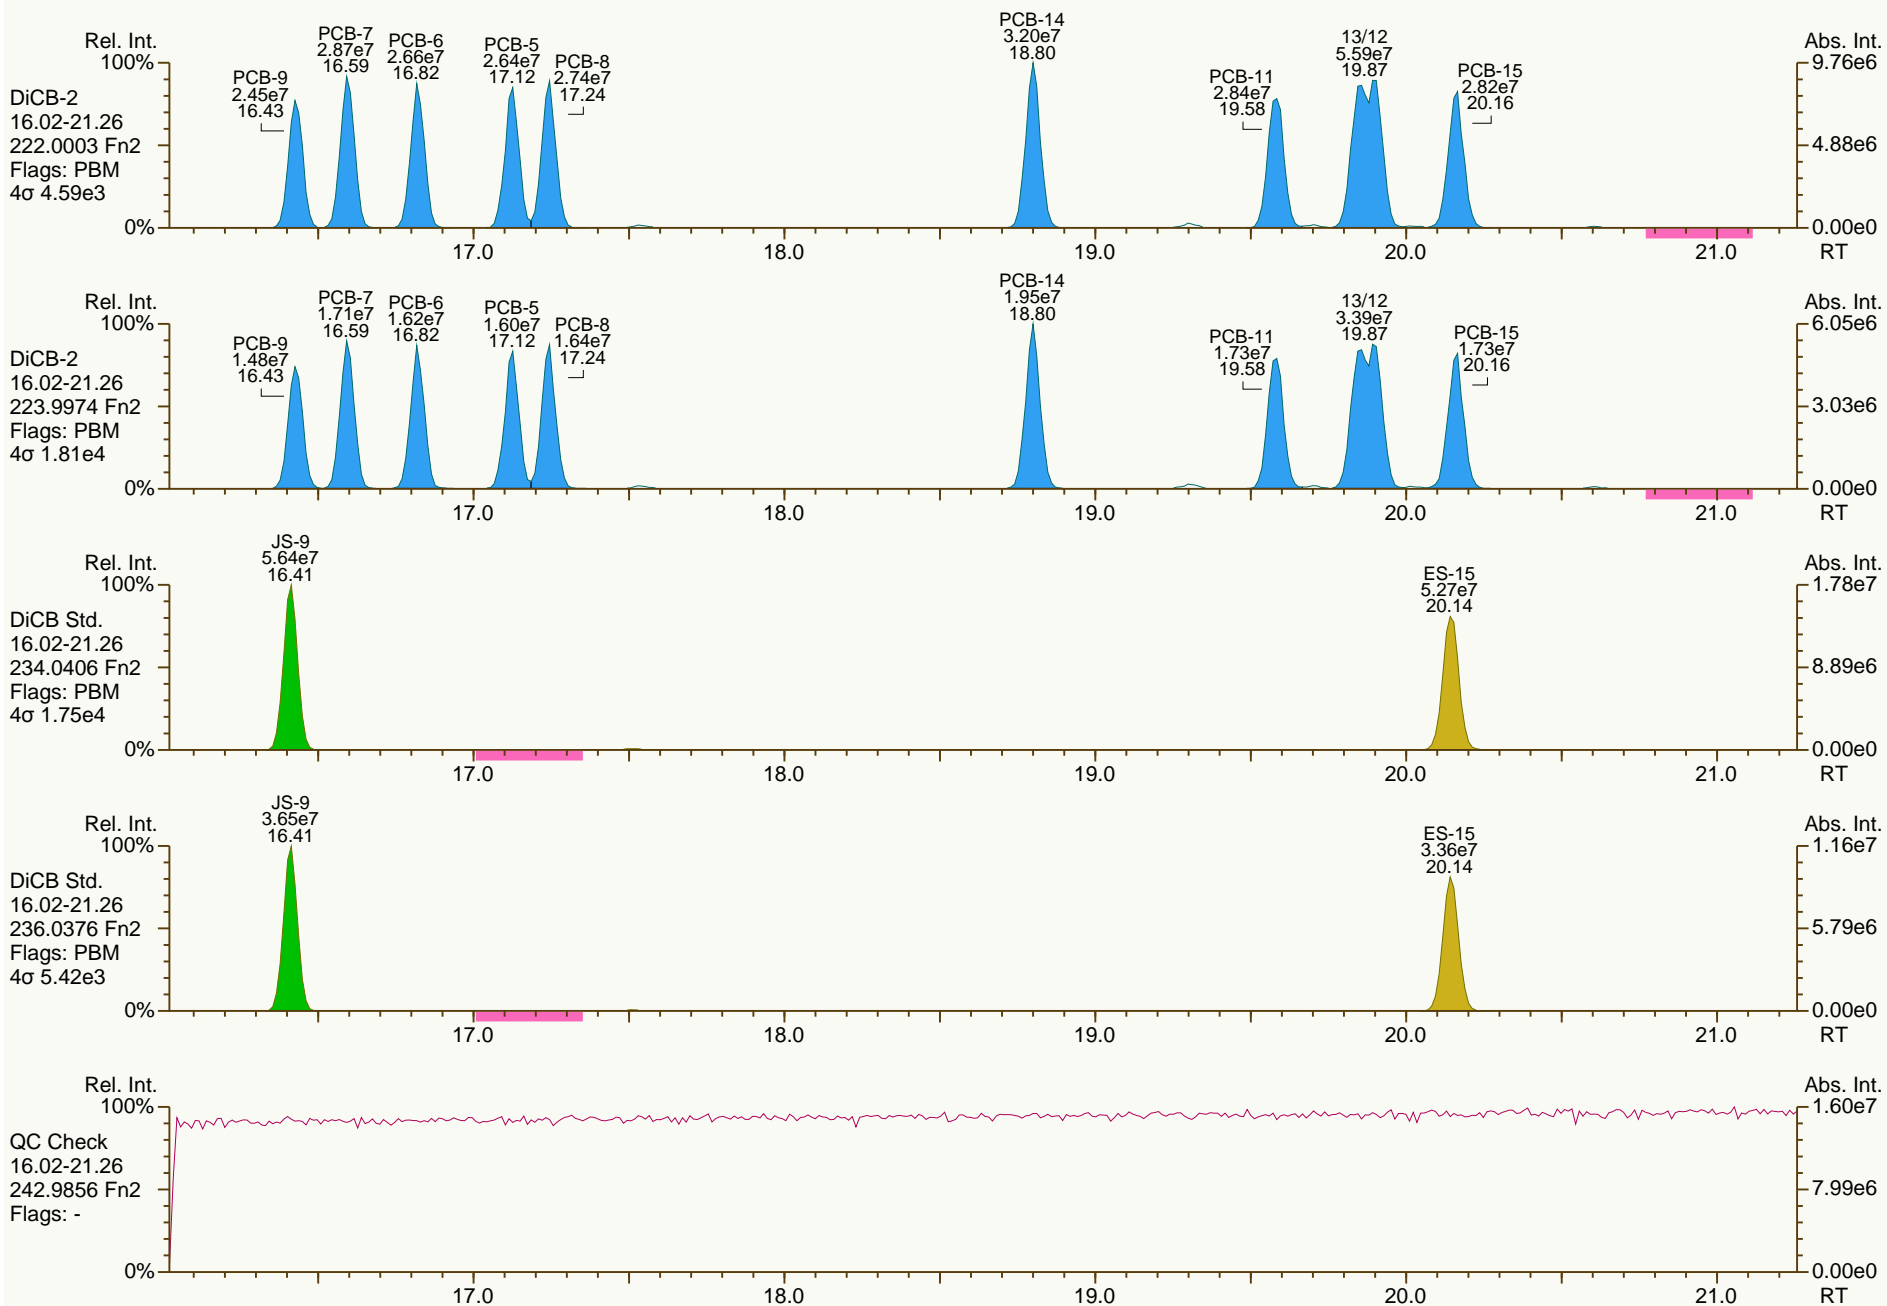 Rel. Int.
100%
0%
DiCB-2
16.02-21.26
222.0003 Fn2
Flags: PBM
4σ 4.59e3
PCB-9
2.45e7
16.43
PCB-7
2.87e7
16.59
PCB-6
2.66e7
16.82
PCB-5
2.64e7
17.12
PCB-8
2.74e7
17.24
PCB-14
3.20e7
18.80
PCB-11
2.84e7
19.58
13/12
5.59e7
19.87
PCB-15
2.82e7
20.16
Abs. Int.
9.76e6
4.88e6
0.00e0
17.0 18.0 19.0 20.0 21.0 RT
Rel. Int.
100%
0%
DiCB-2
16.02-21.26
223.9974 Fn2
Flags: PBM
4σ 1.81e4
PCB-9
1.48e7
16.43
PCB-7
1.71e7
16.59
PCB-6
1.62e7
16.82
PCB-5
1.60e7
17.12
PCB-8
1.64e7
17.24
PCB-14
1.95e7
18.80
PCB-11
1.73e7
19.58
13/12
3.39e7
19.87
PCB-15
1.73e7
20.16
Abs. Int.
6.05e6
3.03e6
0.00e0
17.0 18.0 19.0 20.0 21.0 RT
Rel. Int.
100%
0%
DiCB Std.
16.02-21.26
234.0406 Fn2
Flags: PBM
4σ 1.75e4
JS-9
5.64e7
16.41
ES-15
5.27e7
20.14
Abs. Int.
1.78e7
8.89e6
0.00e0
17.0 18.0 19.0 20.0 21.0 RT
Rel. Int.
100%
0%
DiCB Std.
16.02-21.26
236.0376 Fn2
Flags: PBM
4σ 5.42e3
JS-9
3.65e7
16.41
ES-15
3.36e7
20.14
Abs. Int.
1.16e7
5.79e6
0.00e0
17.0 18.0 19.0 20.0 21.0 RT
Rel. Int.
100%
0%
QC Check
16.02-21.26
242.9856 Fn2
Flags: -
Abs. Int.
1.60e7
7.99e6
0.00e0
17.0 18.0 19.0 20.0 21.0 RT